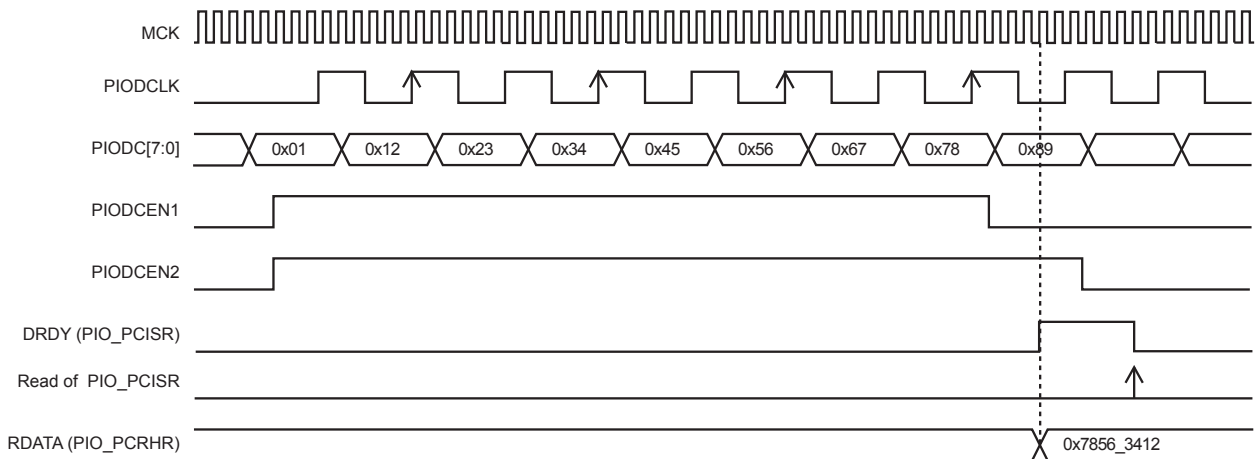 MCK
PIODCLK
PIODC[7:0] 0x01 0x12 0x23 0x34 0x45 0x56 0x67 0x78 0x89
PIODCEN1
PIODCEN2
DRDY (PIO_PCISR)
Read of PIO_PCISR
RDATA (PIO_PCRHR) 0x7856_3412